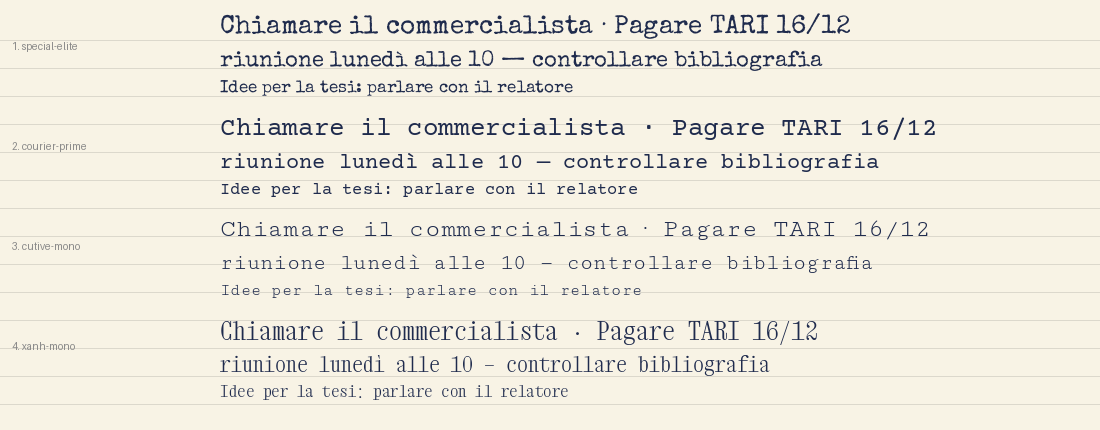 Chiamare il commercialista · Pagare TARI 16/12
1. special-elite
riunione lunedì alle 10 — controllare bibliografia
Idee per la tesi: parlare con il relatore
Chiamare il commercialista · Pagare TARI 16/12
2. courier-prime
riunione lunedì alle 10 — controllare bibliografia
Idee per la tesi: parlare con il relatore
Chiamare il commercialista · Pagare TARI 16/12
3. cutive-mono
riunione lunedì alle 10 — controllare bibliografia
Idee per la tesi: parlare con il relatore
Chiamare il commercialista · Pagare TARI 16/12
4. xanh-mono
riunione lunedì alle 10 — controllare bibliografia
Idee per la tesi: parlare con il relatore